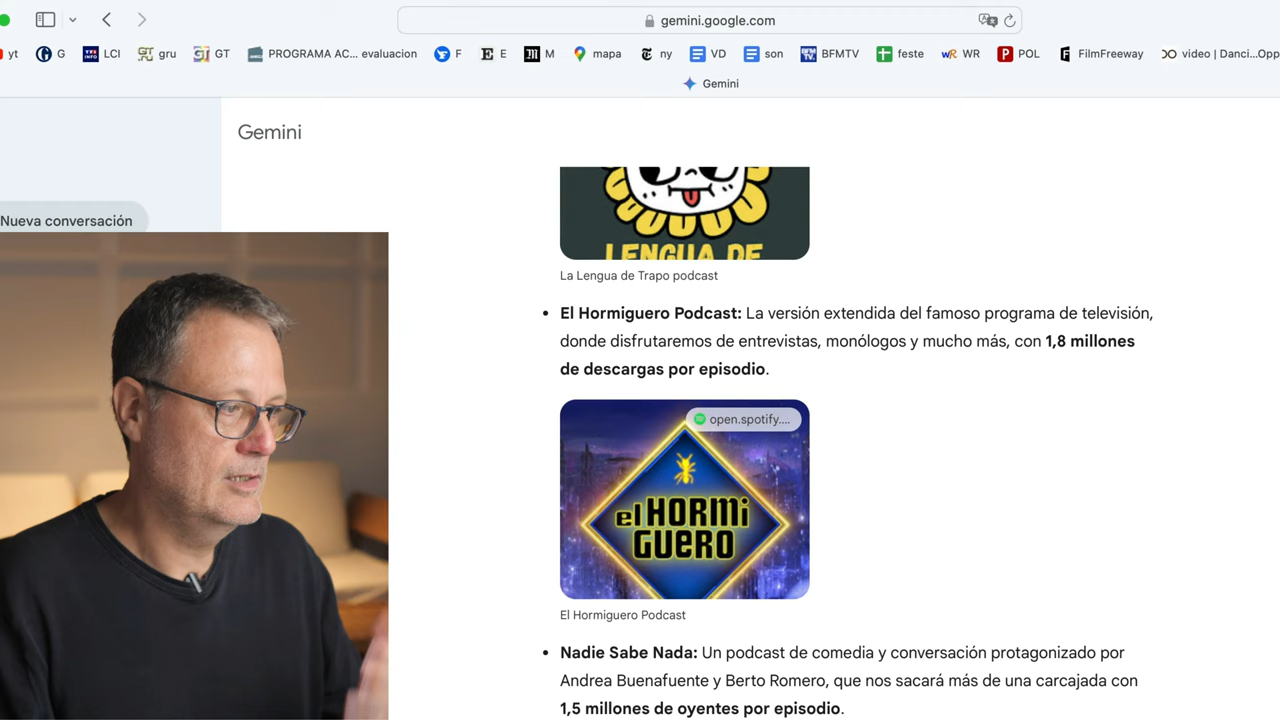 gemini.google.com
yt G LCI gru GT PROGRAMA AC... evaluacion F E M mapa ny VD son BFMTV feste WR POL FilmFreeway video | Danci...Opp
Gemini
Gemini
Nueva conversación
LENGUA DE
La Lengua de Trapo podcast
• El Hormiguero Podcast: La versión extendida del famoso programa de televisión,
donde disfrutaremos de entrevistas, monólogos y mucho más, con 1,8 millones
de descargas por episodio.
open.spotify....
el HORMI
GUERO
El Hormiguero Podcast
• Nadie Sabe Nada: Un podcast de comedia y conversación protagonizado por
Andrea Buenafuente y Berto Romero, que nos sacará más de una carcajada con
1,5 millones de oyentes por episodio.